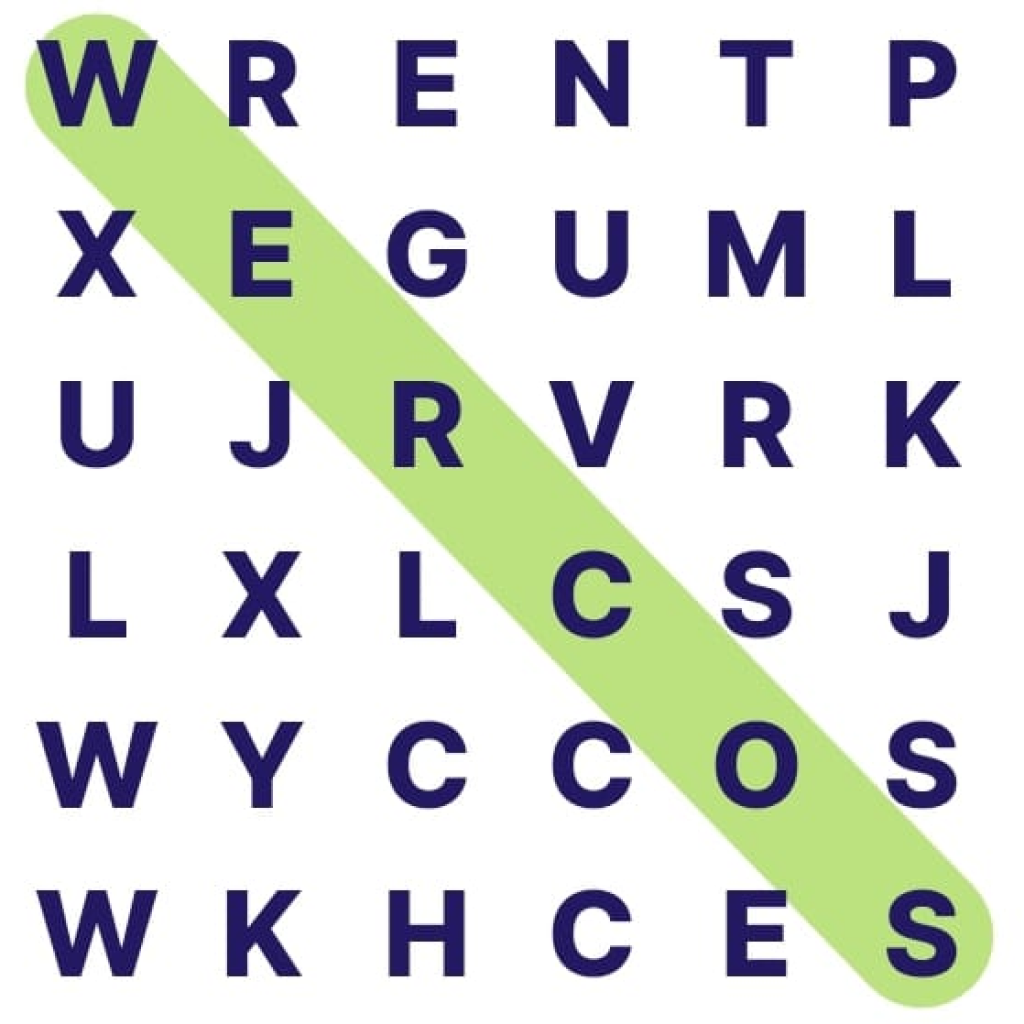 W R E N T P
X E G U M L
U J R V R K
L X L C S J
W Y C C O S
W K H C E S